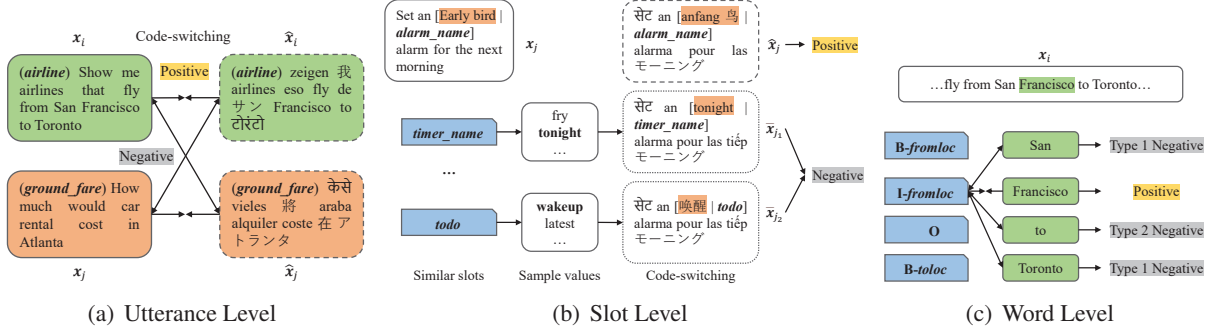 x_i Code-switching x̂_i
(airline) Show me
airlines that fly
from San Francisco
to Toronto
Positive
(airline) zeigen 我
airlines eso fly de
サン Francisco to
टोरंटो
Negative
(ground_fare) How
much would car
rental cost in
Atlanta
(ground_fare) केसे
vieles 將 araba
alquiler coste 在 ア
トランタ
x_j x̂_j
(a) Utterance Level
Set an [Early bird |
alarm_name]
alarm for the next
morning
x_j
सेट an [anfang 鸟 |
alarm_name]
alarma pour las
モーニング
x̂_j
Positive
timer_name
fry
tonight
…
सेट an [tonight |
timer_name]
alarma pour las tiếp
モーニング
x̄_j1
…
Negative
todo
wakeup
latest
…
सेट an [唤醒 | todo]
alarma pour las tiếp
モーニング
x̄_j2
Similar slots Sample values Code-switching
(b) Slot Level
x_i
…fly from San Francisco to Toronto…
B-fromloc San Type 1 Negative
I-fromloc Francisco Positive
O to Type 2 Negative
B-toloc Toronto Type 1 Negative
(c) Word Level